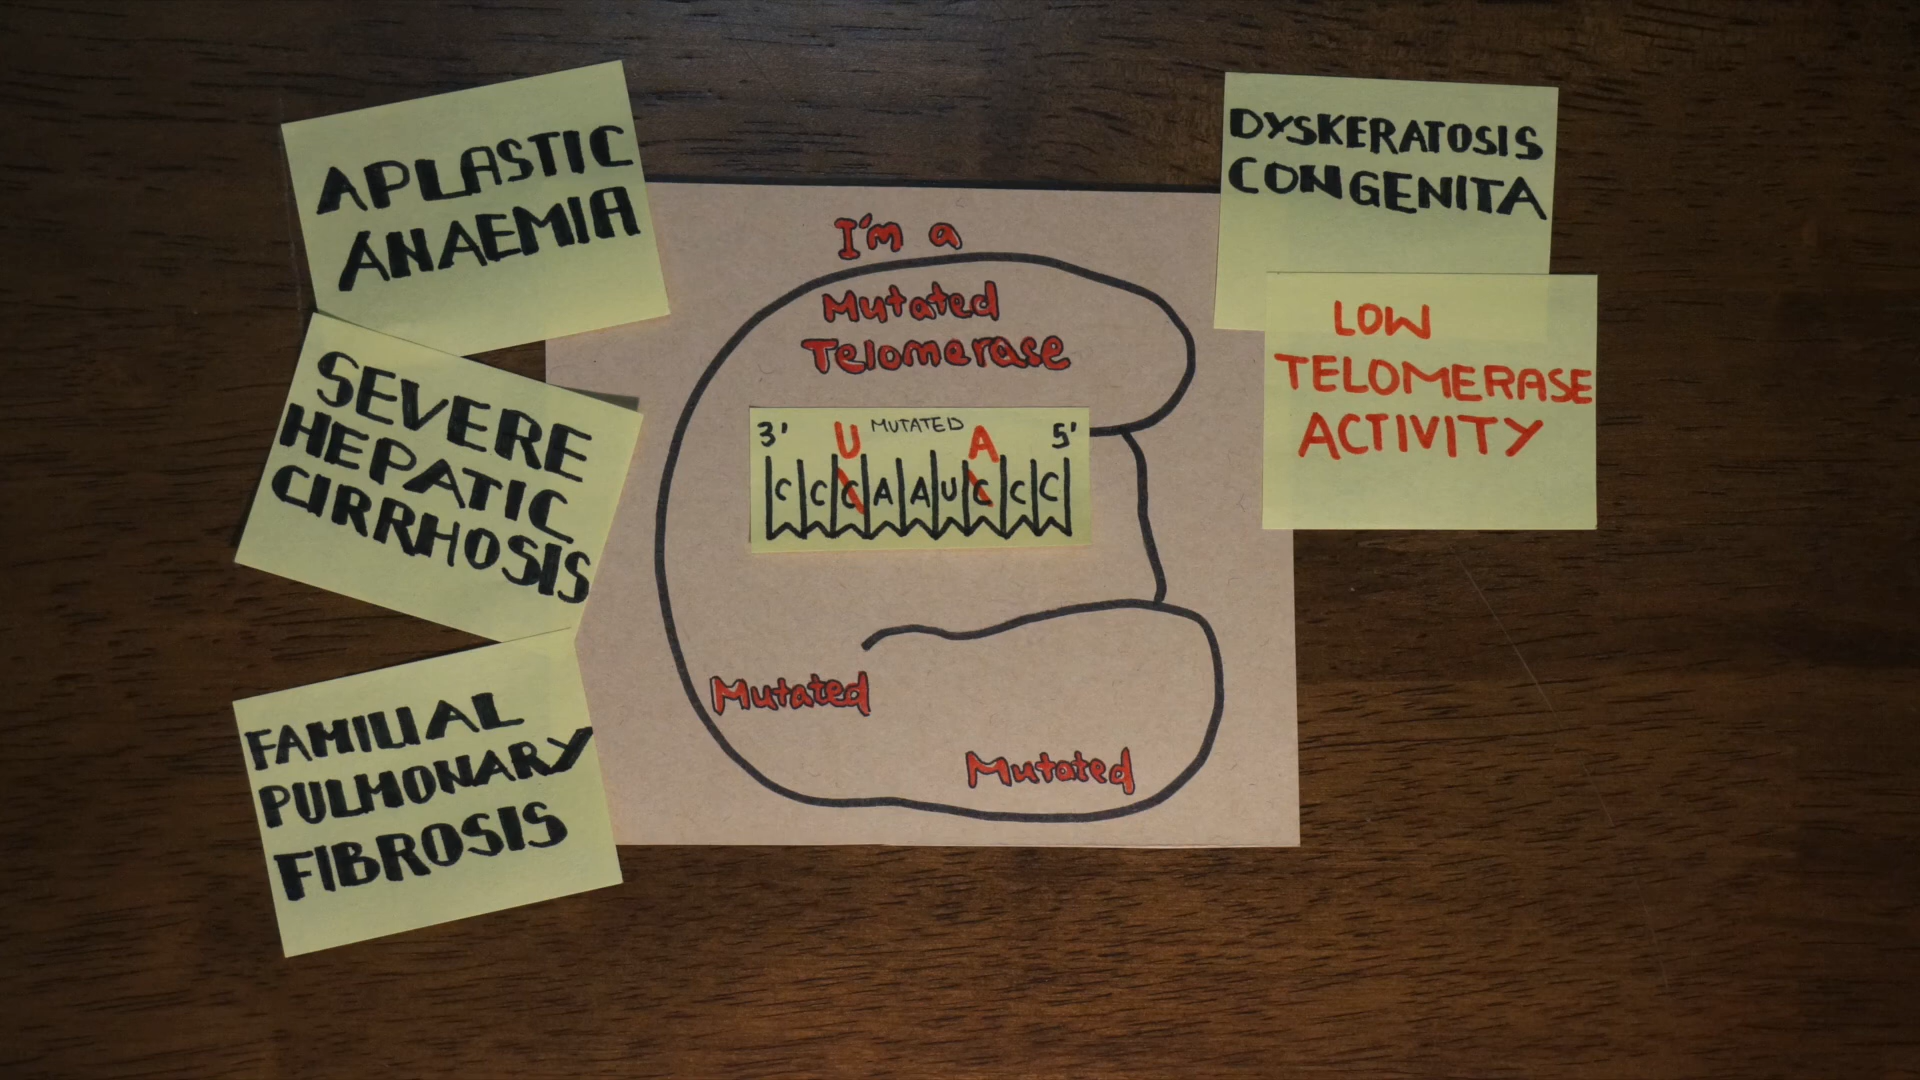 APLASTIC
ANAEMIA
SEVERE
HEPATIC
CIRRHOSIS
FAMILIAL
PULMONARY
FIBROSIS
I'm a
Mutated
Telomerase
3' U MUTATED A 5'
C C C A A U C C C
Mutated
Mutated
DYSKERATOSIS
CONGENITA
LOW
TELOMERASE
ACTIVITY